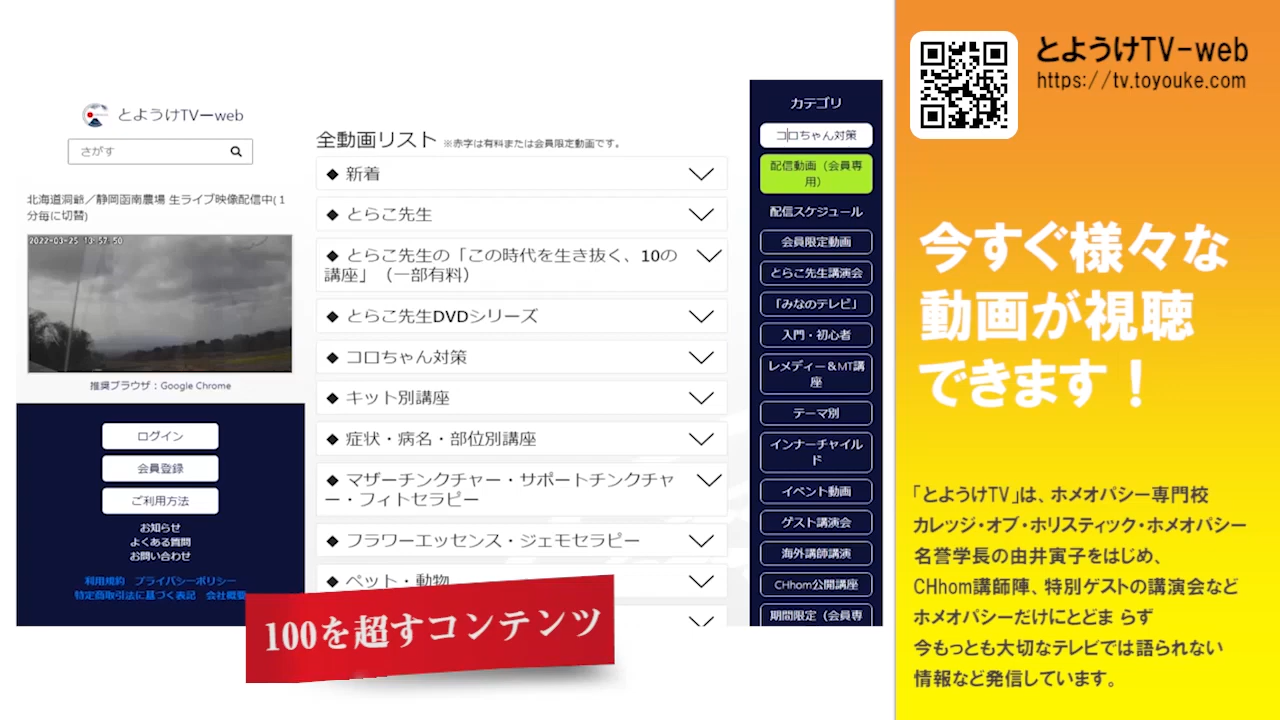 とようけTVーweb
さがす
北海道洞爺／静岡函南農場 生ライブ映像配信中(1
分毎に切替)
2022-03-25 13:57:50
推奨ブラウザ：Google Chrome
ログイン
会員登録
ご利用方法
お知らせ
よくある質問
お問い合わせ
利用規約 プライバシーポリシー
特定商取引法に基づく表記 会社概要
全動画リスト ※赤字は有料または会員限定動画です。
◆ 新着
◆ とらこ先生
◆ とらこ先生の「この時代を生き抜く、10の
講座」（一部有料）
◆ とらこ先生DVDシリーズ
◆ コロちゃん対策
◆ キット別講座
◆ 症状・病名・部位別講座
◆ マザーチンクチャー・サポートチンクチャ
ー・フィトセラピー
◆ フラワーエッセンス・ジェモセラピー
◆ ペット・動物
100を超すコンテンツ
カテゴリ
コロちゃん対策
配信動画（会員専
用）
配信スケジュール
会員限定動画
とらこ先生講演会
「みなのテレビ」
入門・初心者
レメディー＆MT講
座
テーマ別
インナーチャイル
ド
イベント動画
ゲスト講演会
海外講師講演
CHhom公開講座
期間限定（会員専
とようけTV-web
https://tv.toyouke.com
今すぐ様々な
動画が視聴
できます！
「とようけTV」は、ホメオパシー専門校
カレッジ・オブ・ホリスティック・ホメオパシー
名誉学長の由井寅子をはじめ、
CHhom講師陣、特別ゲストの講演会など
ホメオパシーだけにとどま らず
今もっとも大切なテレビでは語られない
情報など発信しています。